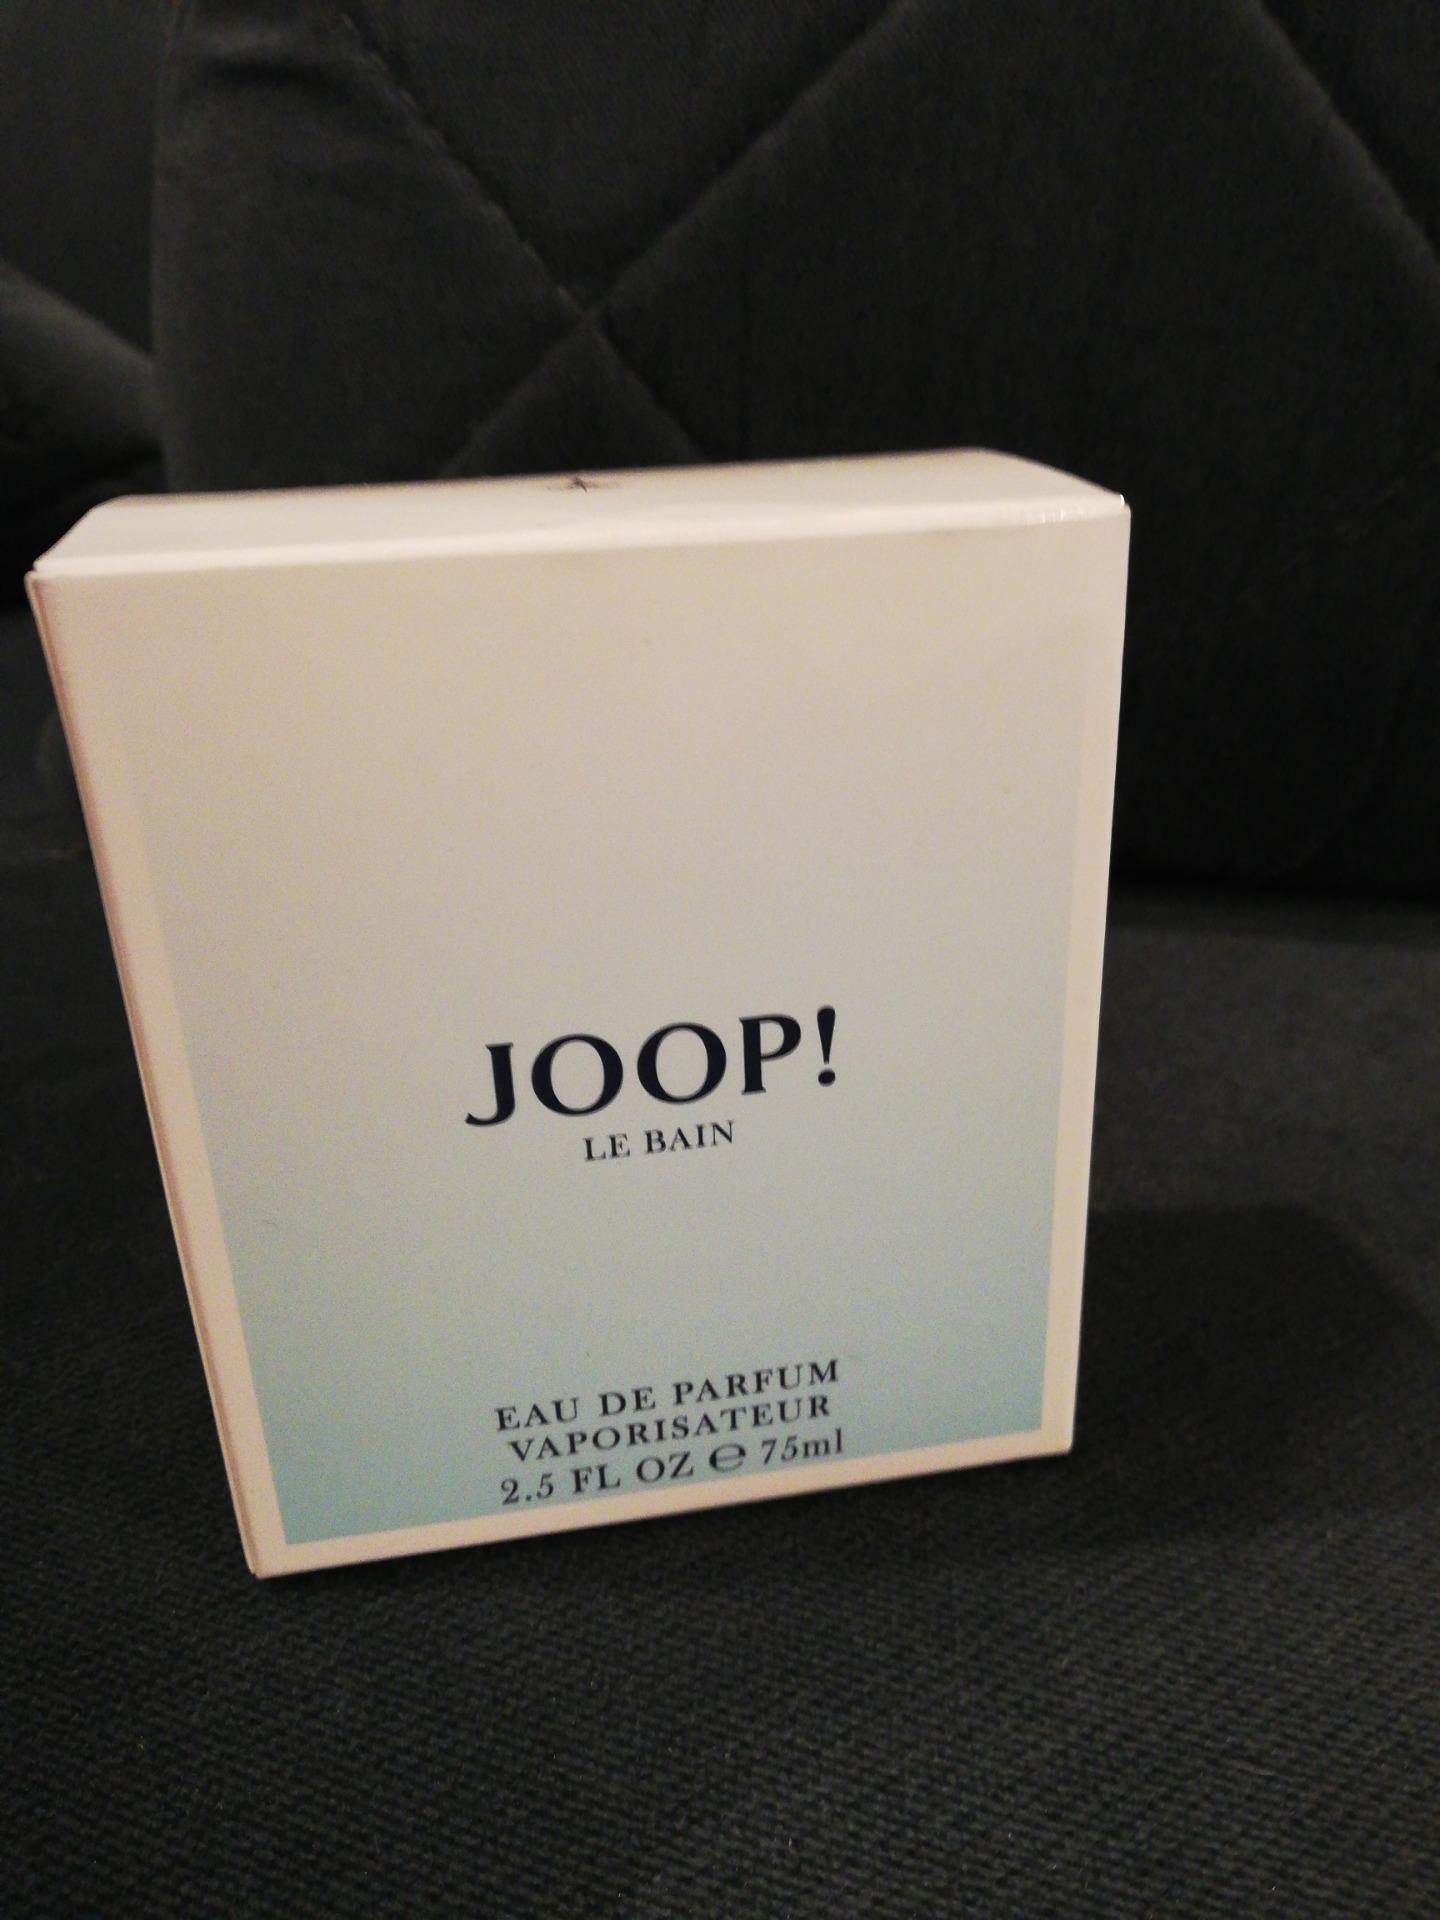 JOOP!
LE BAIN
EAU DE PARFUM
VAPORISATEUR
2.5 FL OZ ℮ 75ml